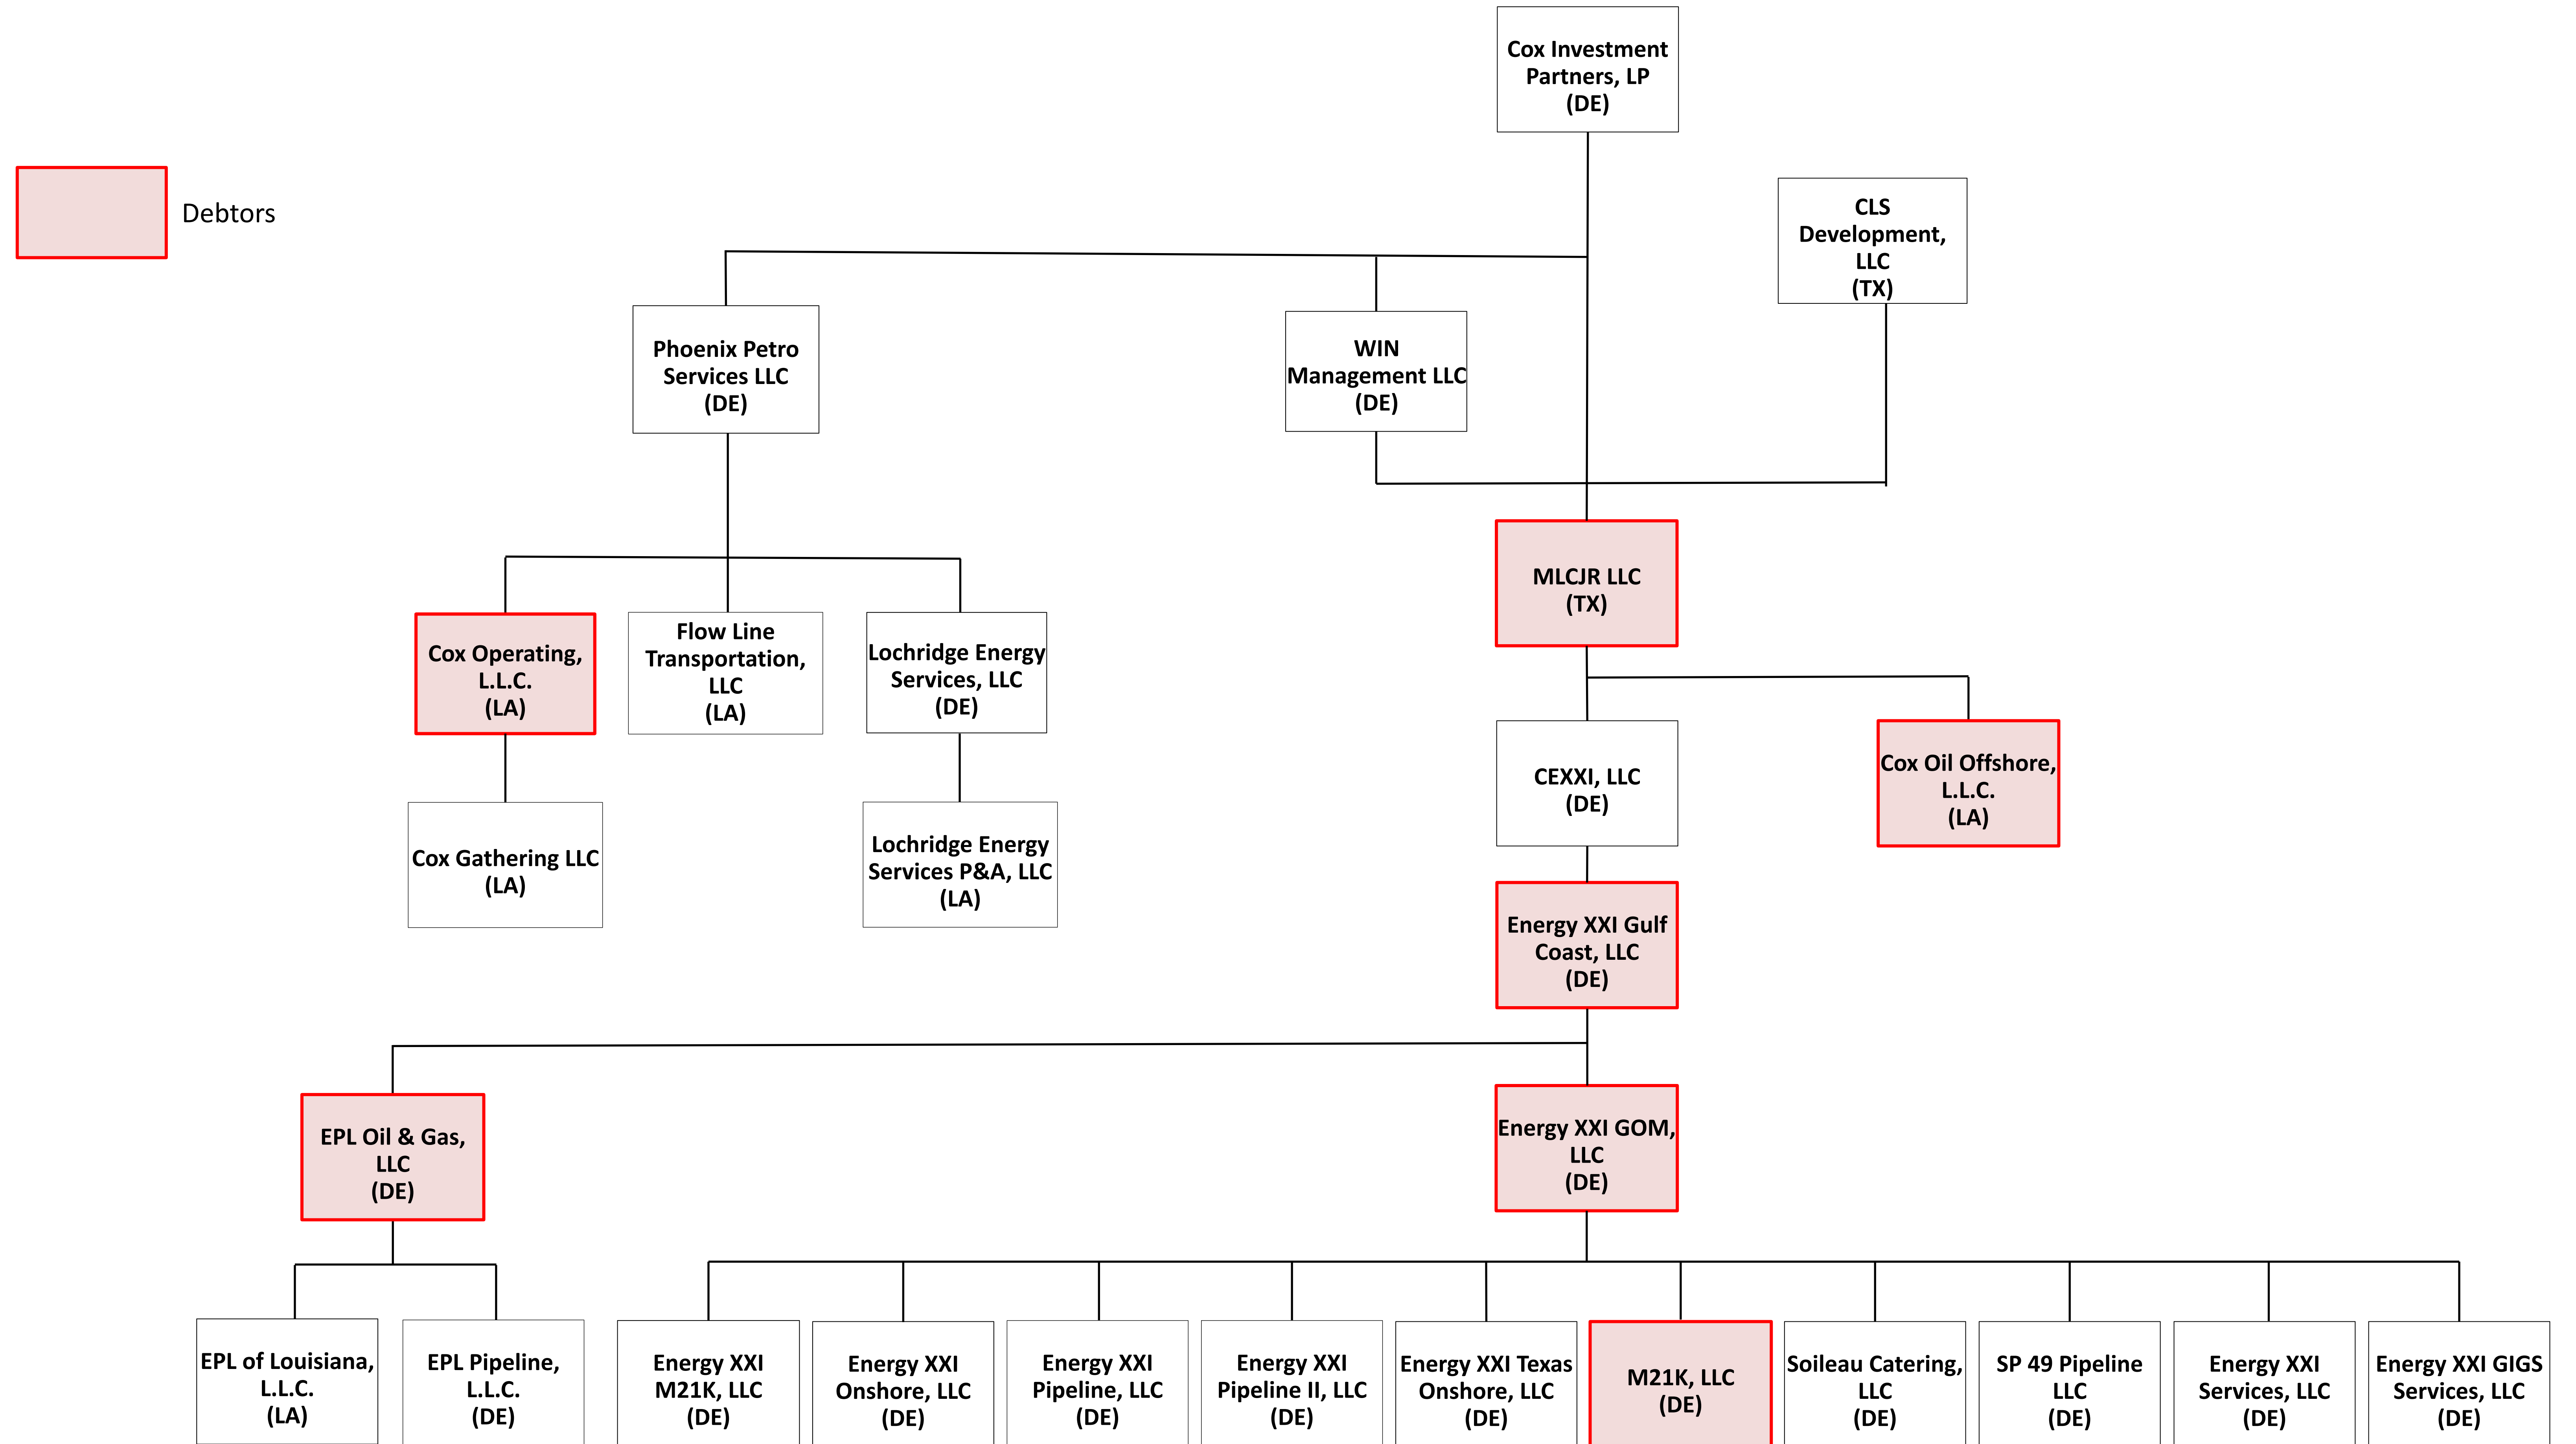 Cox Investment
Partners, LP
(DE)
Debtors
CLS
Development,
LLC
(TX)
Phoenix Petro
Services LLC
(DE)
WIN
Management LLC
(DE)
MLCJR LLC
(TX)
Cox Operating,
L.L.C.
(LA)
Flow Line
Transportation,
LLC
(LA)
Lochridge Energy
Services, LLC
(DE)
CEXXI, LLC
(DE)
Cox Oil Offshore,
L.L.C.
(LA)
Cox Gathering LLC
(LA)
Lochridge Energy
Services P&A, LLC
(LA)
Energy XXI Gulf
Coast, LLC
(DE)
EPL Oil & Gas,
LLC
(DE)
Energy XXI GOM,
LLC
(DE)
EPL of Louisiana,
L.L.C.
(LA)
EPL Pipeline,
L.L.C.
(DE)
Energy XXI
M21K, LLC
(DE)
Energy XXI
Onshore, LLC
(DE)
Energy XXI
Pipeline, LLC
(DE)
Energy XXI
Pipeline II, LLC
(DE)
Energy XXI Texas
Onshore, LLC
(DE)
M21K, LLC
(DE)
Soileau Catering,
LLC
(DE)
SP 49 Pipeline
LLC
(DE)
Energy XXI
Services, LLC
(DE)
Energy XXI GIGS
Services, LLC
(DE)